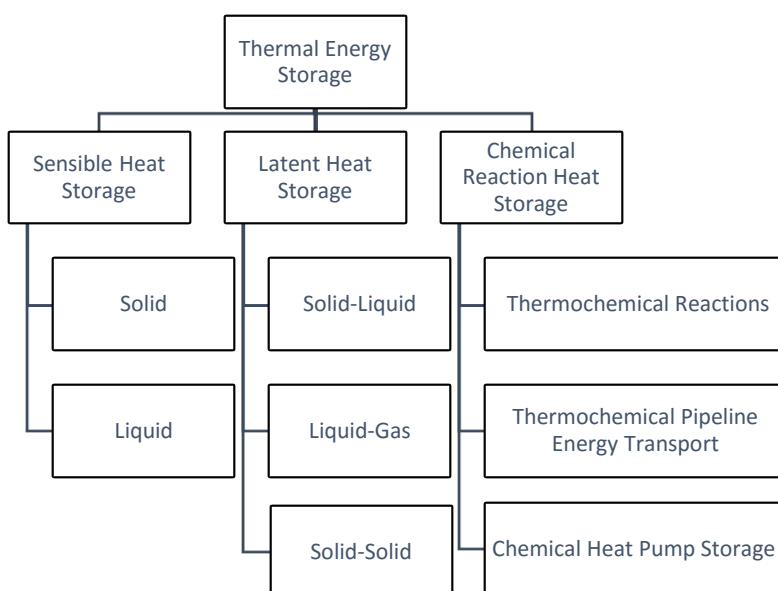 Thermal Energy
Storage
Sensible Heat
Storage
Latent Heat
Storage
Chemical
Reaction Heat
Storage
Solid
Solid-Liquid
Thermochemical Reactions
Liquid
Liquid-Gas
Thermochemical Pipeline
Energy Transport
Solid-Solid
Chemical Heat Pump Storage